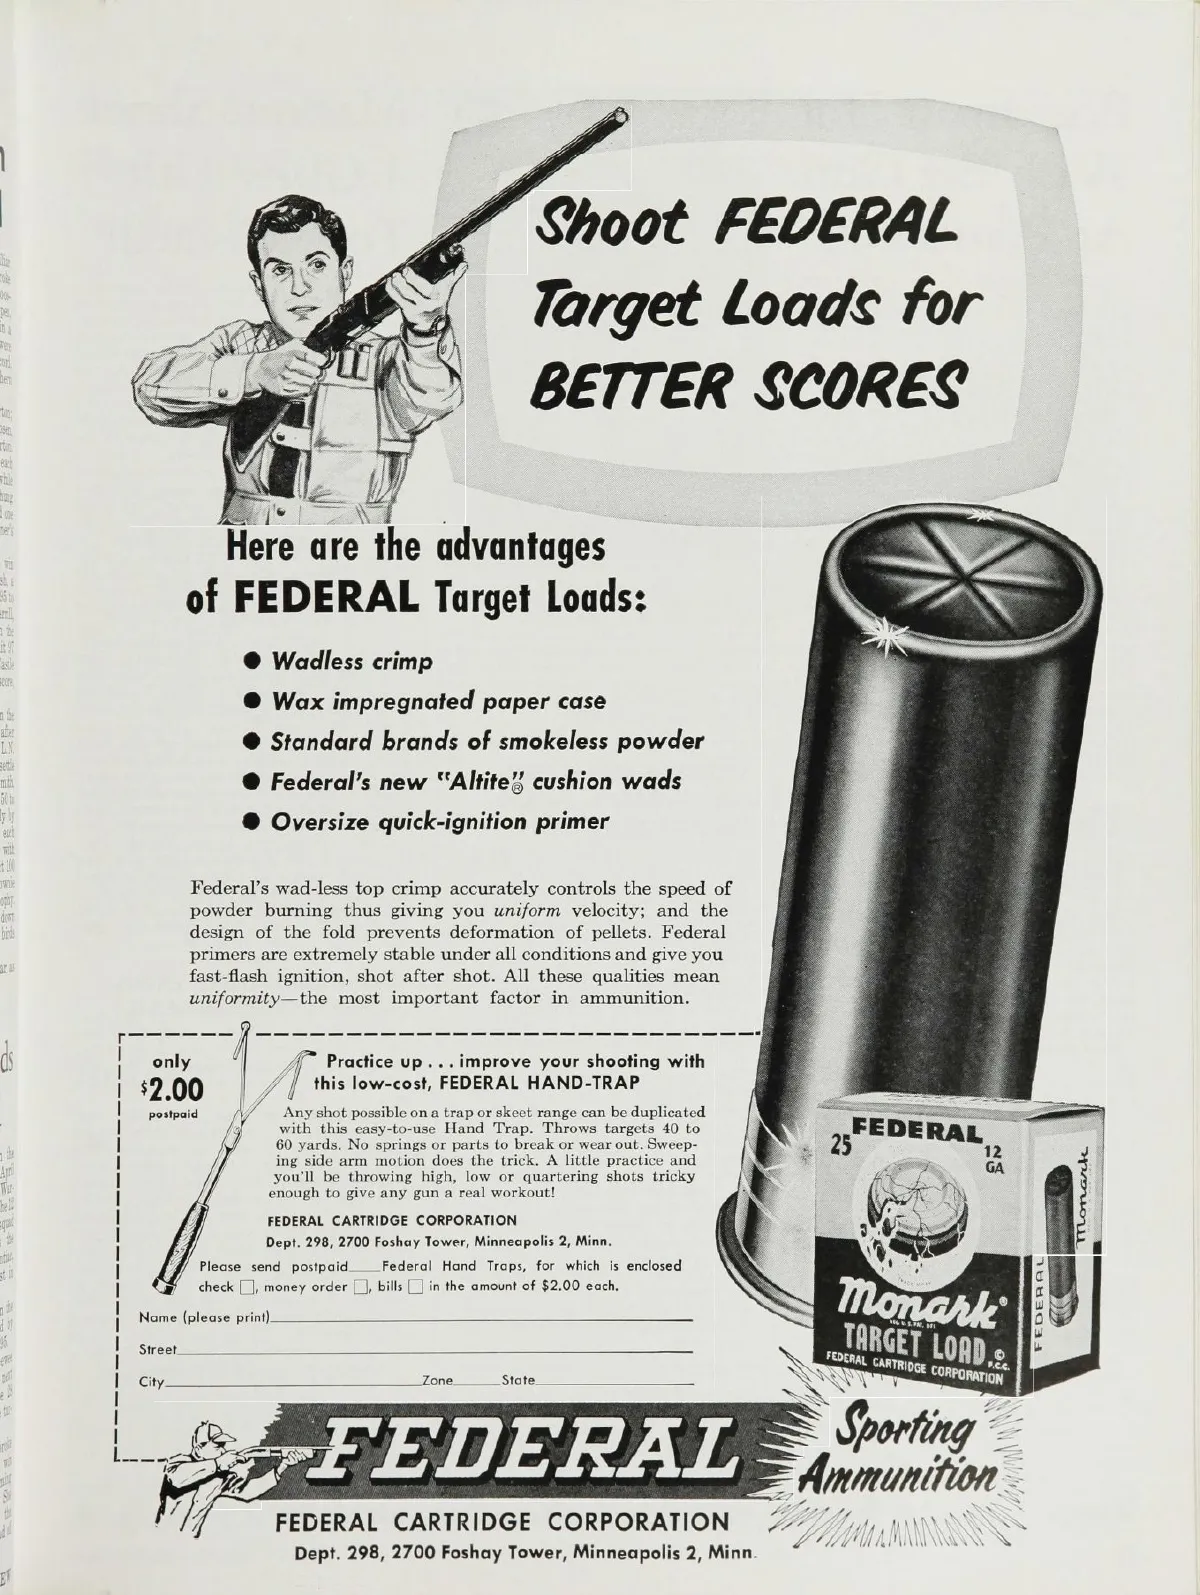 Shoot FEDERAL
Target Loads for
BETTER SCORES
Here are the advantages
of FEDERAL Target Loads:
● Wadless crimp
● Wax impregnated paper case
● Standard brands of smokeless powder
● Federal's new "Altite"® cushion wads
● Oversize quick-ignition primer
Federal's wad-less top crimp accurately controls the speed of
powder burning thus giving you uniform velocity; and the
design of the fold prevents deformation of pellets. Federal
primers are extremely stable under all conditions and give you
fast-flash ignition, shot after shot. All these qualities mean
uniformity—the most important factor in ammunition.
only
$2.00
postpaid
Practice up . . . improve your shooting with
this low-cost, FEDERAL HAND-TRAP
Any shot possible on a trap or skeet range can be duplicated
with this easy-to-use Hand Trap. Throws targets 40 to
60 yards. No springs or parts to break or wear out. Sweep-
ing side arm motion does the trick. A little practice and
you'll be throwing high, low or quartering shots tricky
enough to give any gun a real workout!
FEDERAL CARTRIDGE CORPORATION
Dept. 298, 2700 Foshay Tower, Minneapolis 2, Minn.
Please send postpaid____Federal Hand Traps, for which is enclosed
check □, money order □, bills □ in the amount of $2.00 each.
Name (please print)
Street
City Zone State
FEDERAL
25
12
GA
Monark®
TARGET LOAD
© F.C.C.
FEDERAL CARTRIDGE CORPORATION
Monark
FEDERAL
FEDERAL
Sporting
Ammunition
FEDERAL CARTRIDGE CORPORATION
Dept. 298, 2700 Foshay Tower, Minneapolis 2, Minn.